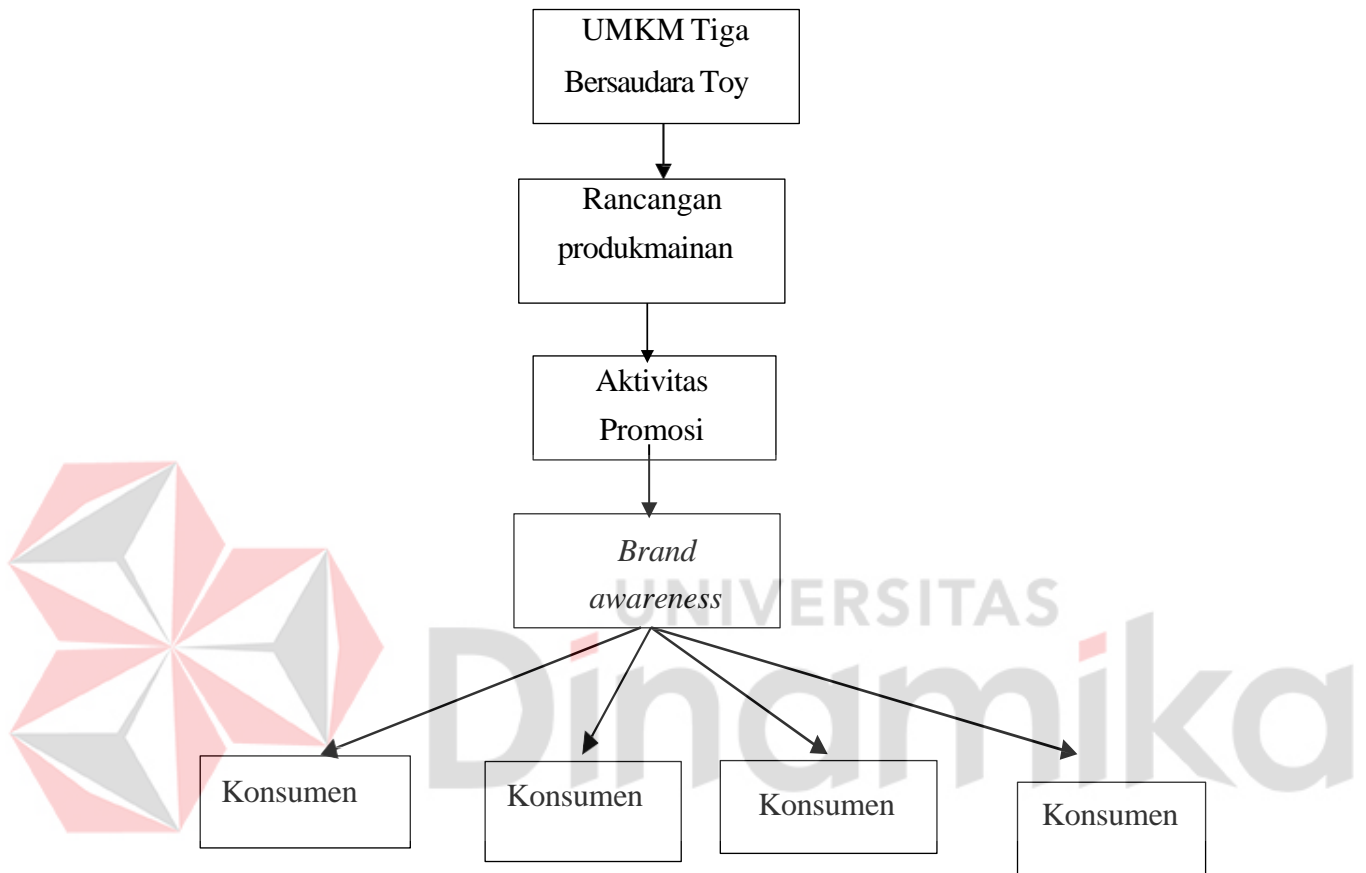 UMKM Tiga
Bersaudara Toy
Rancangan
produkmainan
Aktivitas
Promosi
Brand
awareness
UNIVERSITAS
Dinamika
Konsumen
Konsumen
Konsumen
Konsumen